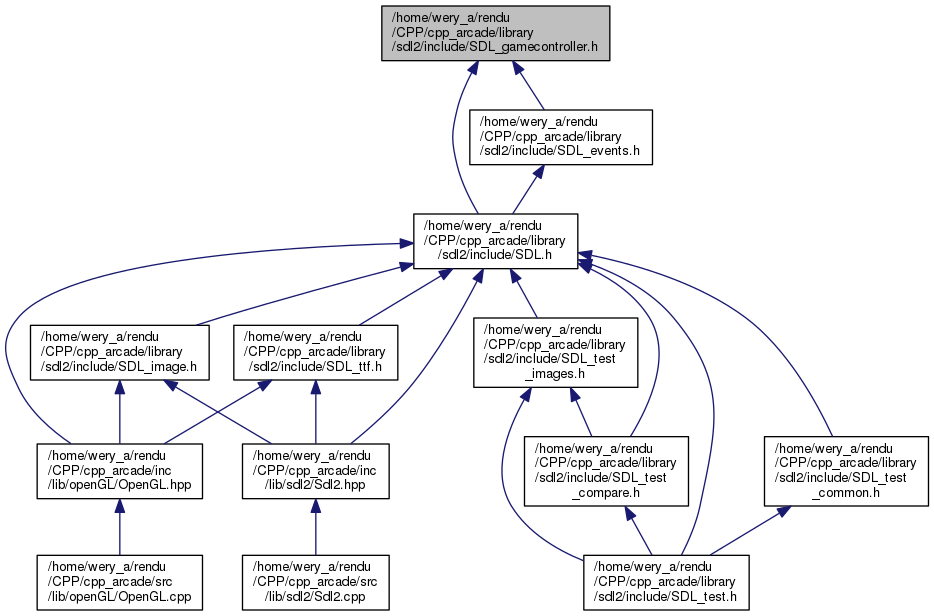 /home/wery_a/rendu
/CPP/cpp_arcade/library
/sdl2/include/SDL_gamecontroller.h
/home/wery_a/rendu
/CPP/cpp_arcade/library
/sdl2/include/SDL_events.h
/home/wery_a/rendu
/CPP/cpp_arcade/library
/sdl2/include/SDL.h
/home/wery_a/rendu
/CPP/cpp_arcade/library
/sdl2/include/SDL_image.h
/home/wery_a/rendu
/CPP/cpp_arcade/library
/sdl2/include/SDL_ttf.h
/home/wery_a/rendu
/CPP/cpp_arcade/library
/sdl2/include/SDL_test
_images.h
/home/wery_a/rendu
/CPP/cpp_arcade/inc
/lib/openGL/OpenGL.hpp
/home/wery_a/rendu
/CPP/cpp_arcade/inc
/lib/sdl2/Sdl2.hpp
/home/wery_a/rendu
/CPP/cpp_arcade/library
/sdl2/include/SDL_test
_compare.h
/home/wery_a/rendu
/CPP/cpp_arcade/library
/sdl2/include/SDL_test
_common.h
/home/wery_a/rendu
/CPP/cpp_arcade/src
/lib/openGL/OpenGL.cpp
/home/wery_a/rendu
/CPP/cpp_arcade/src
/lib/sdl2/Sdl2.cpp
/home/wery_a/rendu
/CPP/cpp_arcade/library
/sdl2/include/SDL_test.h